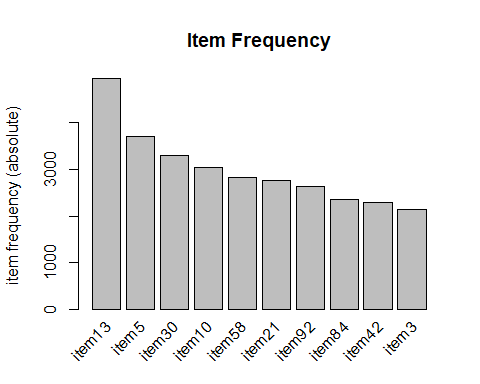 Item Frequency
item frequency (absolute)
3000
1000
0
item13
item5
item30
item10
item58
item21
item92
item84
item42
item3